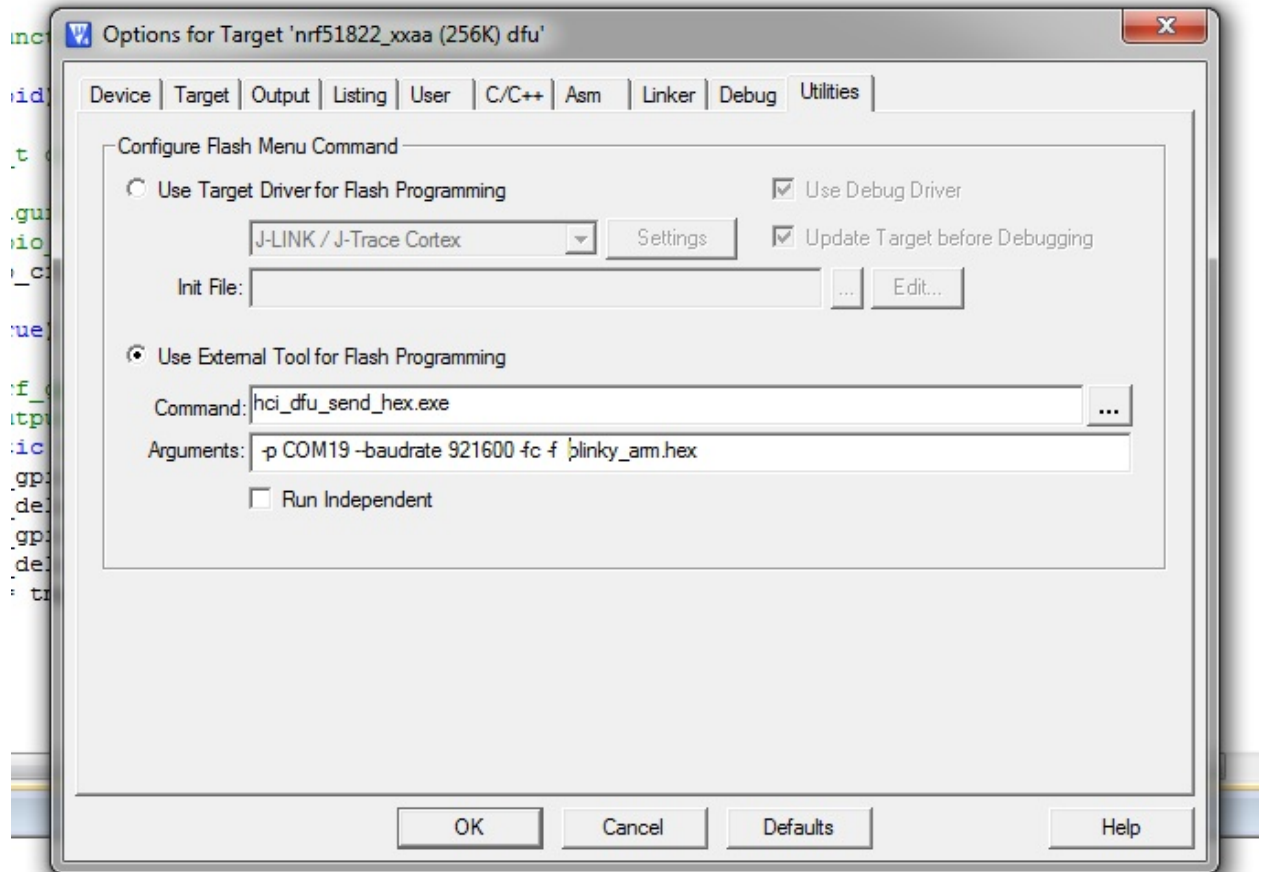 Options for Target 'nrf51822_xxaa (256K) dfu'
Device Target Output Listing User C/C++ Asm Linker Debug Utilities
Configure Flash Menu Command
Use Target Driver for Flash Programming
Use Debug Driver
J-LINK / J-Trace Cortex
Settings
Update Target before Debugging
Init File:
...
Edit...
Use External Tool for Flash Programming
Command: hci_dfu_send_hex.exe
...
Arguments: -p COM19 --baudrate 921600 -fc -f blinky_arm.hex
Run Independent
OK Cancel Defaults Help